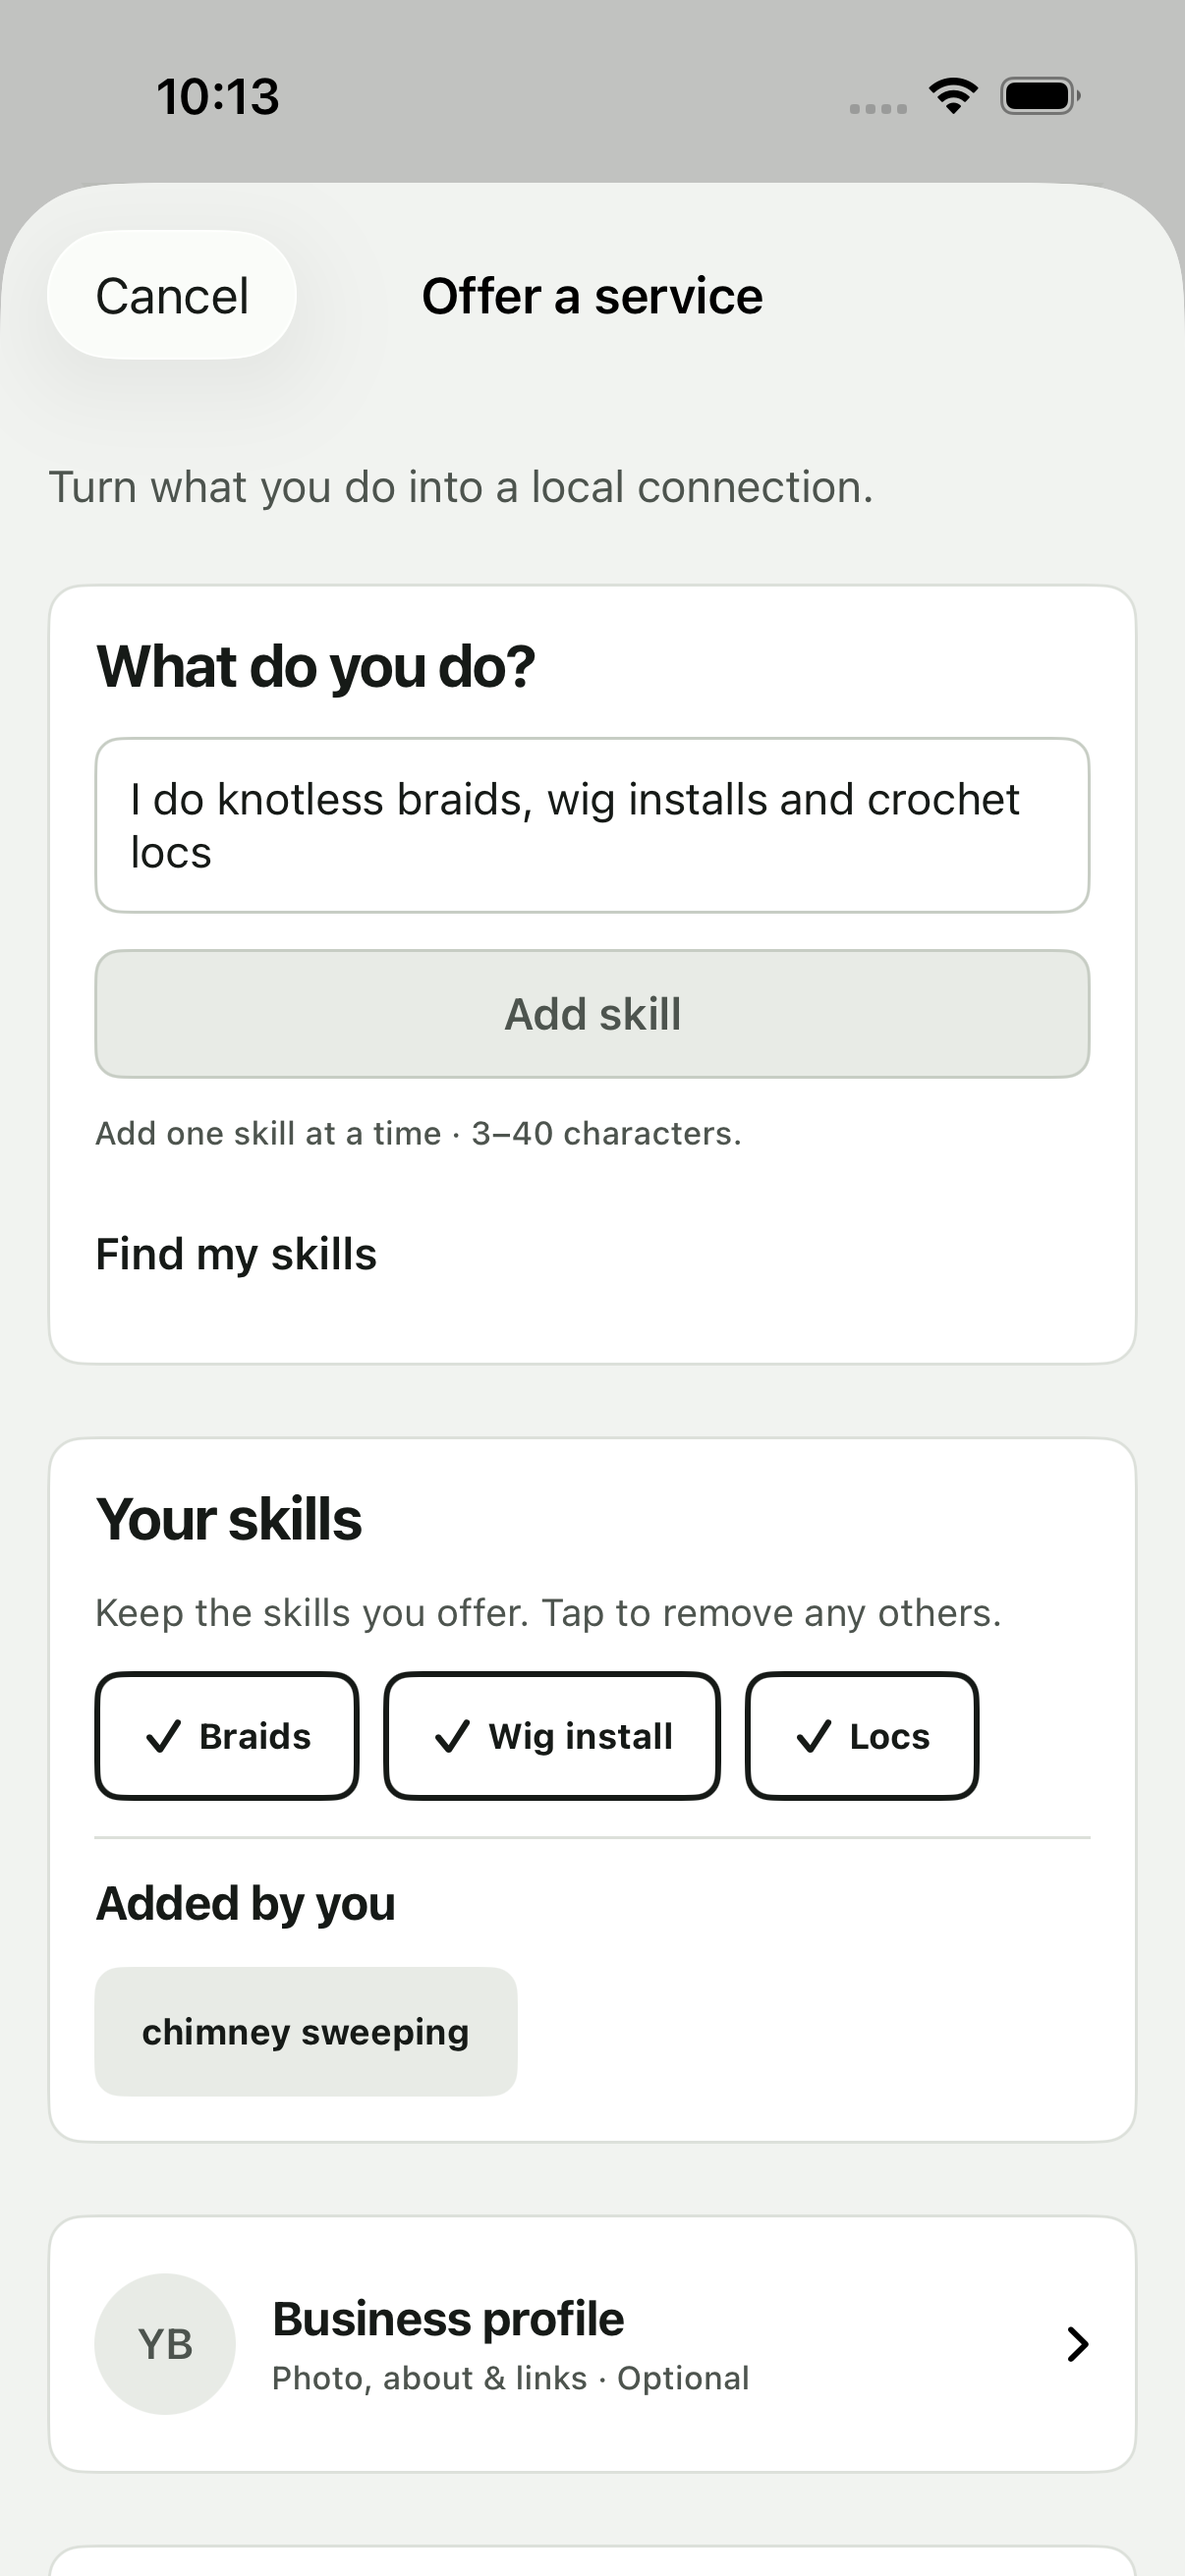 10:13
Cancel
Offer a service
Turn what you do into a local connection.
What do you do?
I do knotless braids, wig installs and crochet
locs
Add skill
Add one skill at a time · 3–40 characters.
Find my skills
Your skills
Keep the skills you offer. Tap to remove any others.
Braids
Wig install
Locs
Added by you
chimney sweeping
YB
Business profile
Photo, about & links · Optional